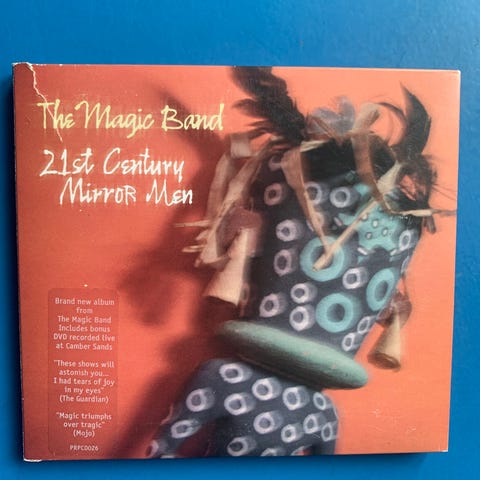 The Magic Band
21st Century
Mirror Men
Brand new album
from
The Magic Band
Includes bonus
DVD recorded live
at Camber Sands
"These shows will
astonish you...
I had tears of joy
in my eyes"
(The Guardian)
"Magic triumphs
over tragic"
(Mojo)
PRPCD026